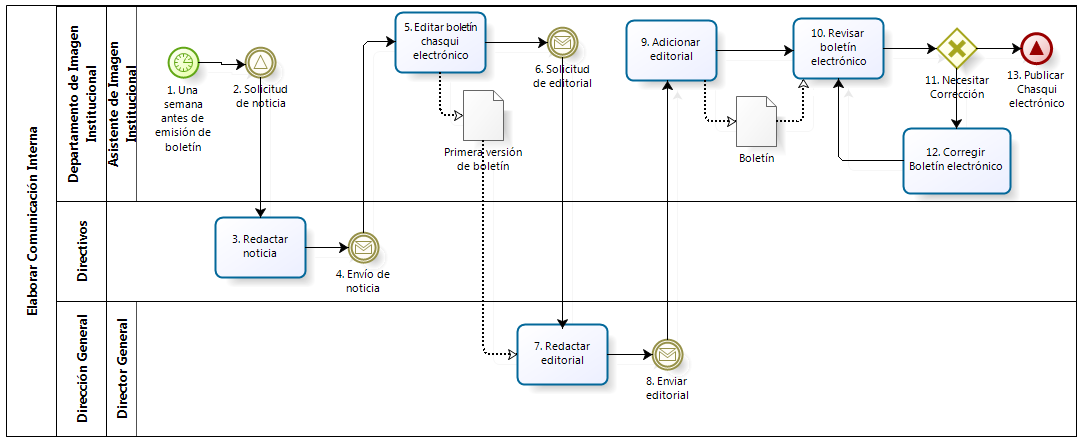 Elaborar Comunicación Interna
Departamento de Imagen
Institucional
Asistente de Imagen
Institucional
1. Una
semana
antes de
emisión de
boletín
2. Solicitud
de noticia
5. Editar boletín
chasqui
electrónico
6. Solicitud
de editorial
Primera versión
de boletín
9. Adicionar
editorial
Boletín
10. Revisar
boletín
electrónico
11. Necesitar
Corrección
13. Publicar
Chasqui
electrónico
12. Corregir
Boletín electrónico
Directivos
3. Redactar
noticia
4. Envío de
noticia
Dirección General
Director General
7. Redactar
editorial
8. Enviar
editorial